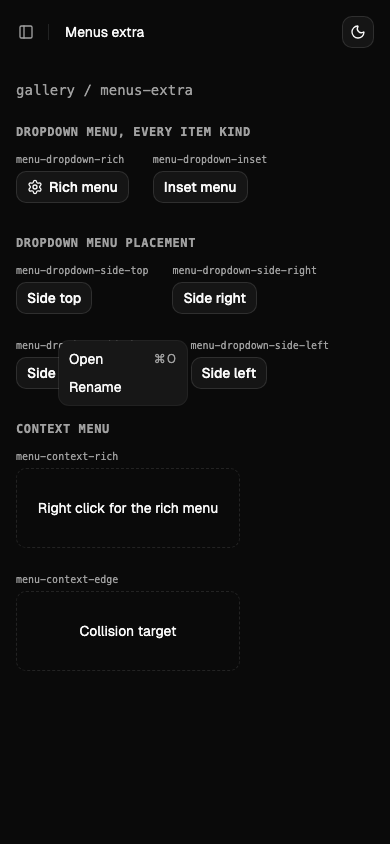 Menus extra
gallery / menus-extra
DROPDOWN MENU, EVERY ITEM KIND
menu-dropdown-rich
menu-dropdown-inset
Rich menu
Inset menu
DROPDOWN MENU PLACEMENT
menu-dropdown-side-top
menu-dropdown-side-right
Side top
Side right
menu-dropdown-side-left
Side
Open ⌘O
Rename
Side left
CONTEXT MENU
menu-context-rich
Right click for the rich menu
menu-context-edge
Collision target